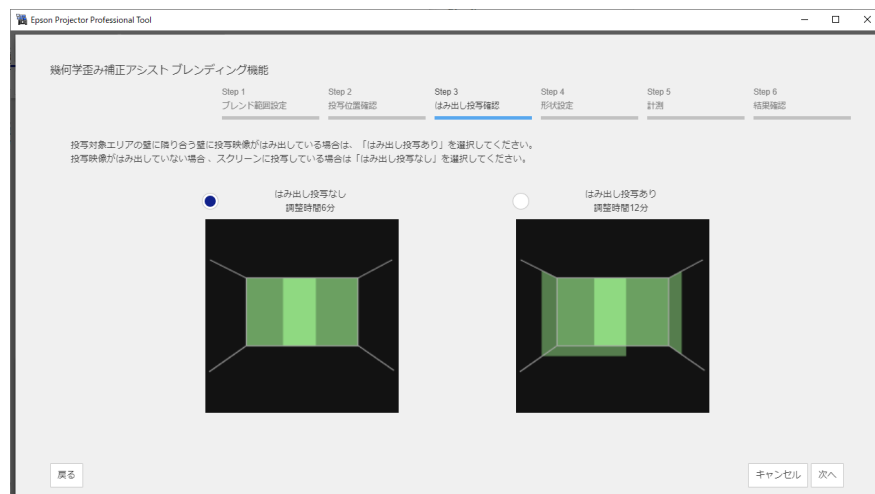 Epson Projector Professional Tool
幾何学歪み補正アシスト ブレンディング機能
Step 1
ブレンド範囲設定
Step 2
投写位置確認
Step 3
はみ出し投写確認
Step 4
形状設定
Step 5
計測
Step 6
結果確認
投写対象エリアの壁に隣り合う壁に投写映像がはみ出している場合は、「はみ出し投写あり」を選択してください。
投写映像がはみ出していない場合、スクリーンに投写している場合は「はみ出し投写なし」を選択してください。
はみ出し投写なし
調整時間6分
はみ出し投写あり
調整時間12分
戻る
キャンセル
次へ